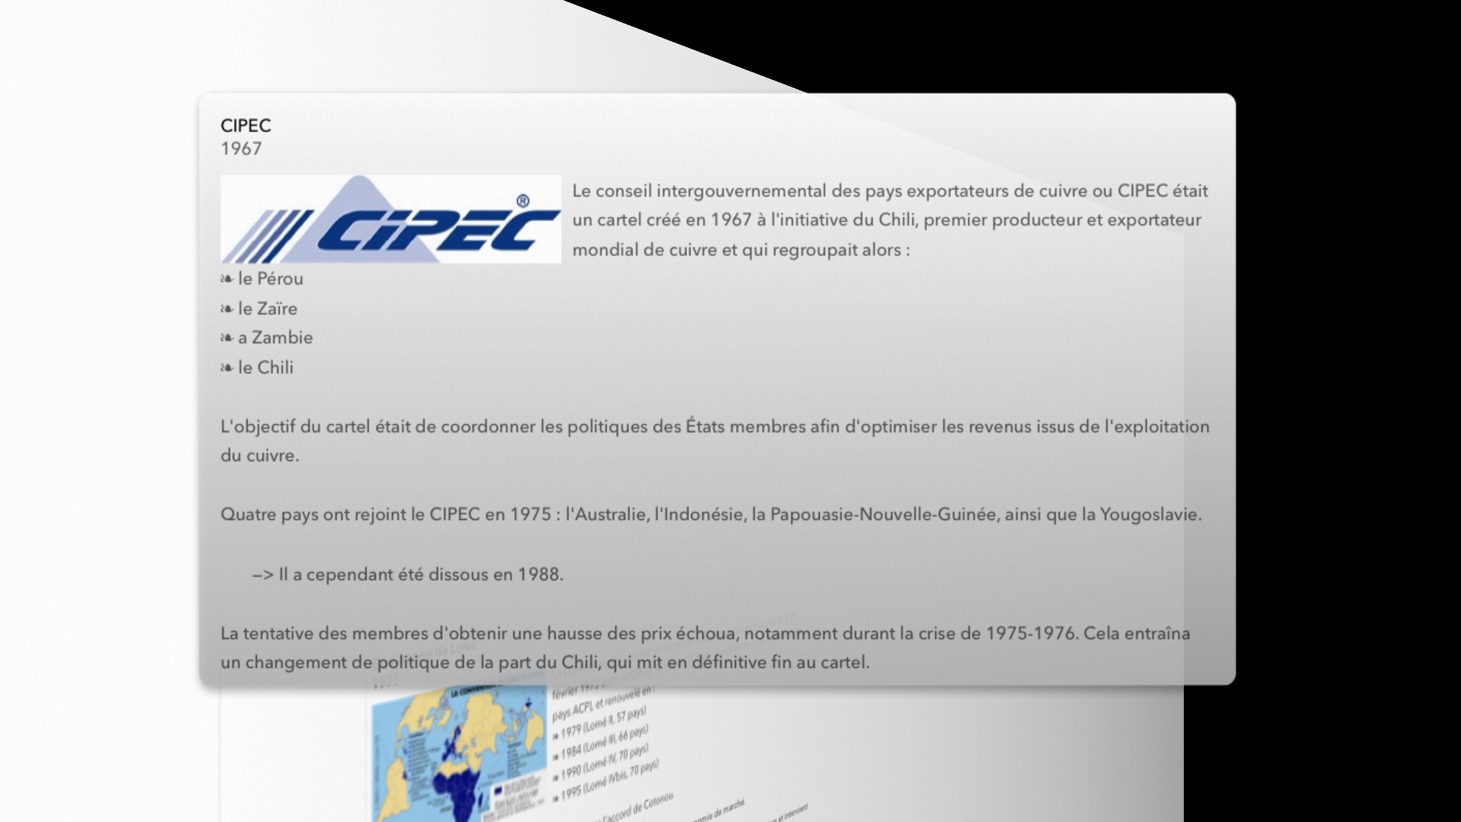 CIPEC
1967
CIPEC®
Le conseil intergouvernemental des pays exportateurs de cuivre ou CIPEC était
un cartel créé en 1967 à l'initiative du Chili, premier producteur et exportateur
mondial de cuivre et qui regroupait alors :
❧ le Pérou
❧ le Zaïre
❧ a Zambie
❧ le Chili
L'objectif du cartel était de coordonner les politiques des États membres afin d'optimiser les revenus issus de l'exploitation
du cuivre.
Quatre pays ont rejoint le CIPEC en 1975 : l'Australie, l'Indonésie, la Papouasie-Nouvelle-Guinée, ainsi que la Yougoslavie.
—> Il a cependant été dissous en 1988.
La tentative des membres d'obtenir une hausse des prix échoua, notamment durant la crise de 1975-1976. Cela entraîna
un changement de politique de la part du Chili, qui mit en définitive fin au cartel.
1975
LA CONVENTION
pays ACP), et renouvelé en :
❧ 1979 (Lomé II, 57 pays)
❧ 1984 (Lomé III, 66 pays)
❧ 1990 (Lomé IV, 70 pays)
❧ 1995 (Lomé IVbis, 70 pays)
l'accord de Cotonou.
de marché.
et intervient